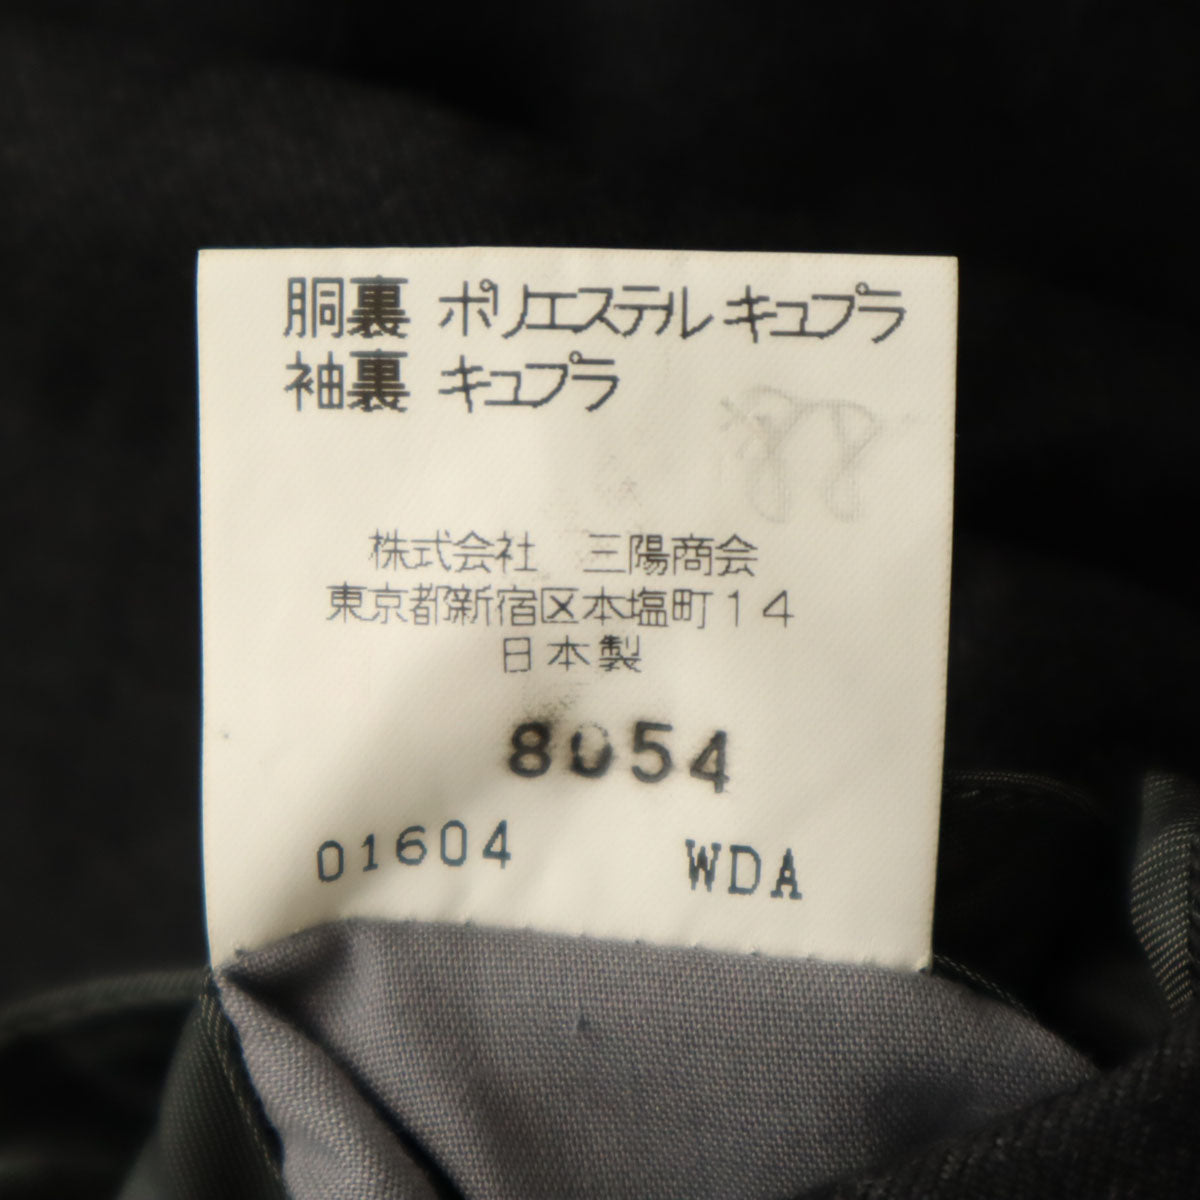 胴裏 ポリエステル キュプラ
袖裏 キュプラ
株式会社 三陽商会
東京都新宿区本塩町14
日本製
8054
01604 WDA